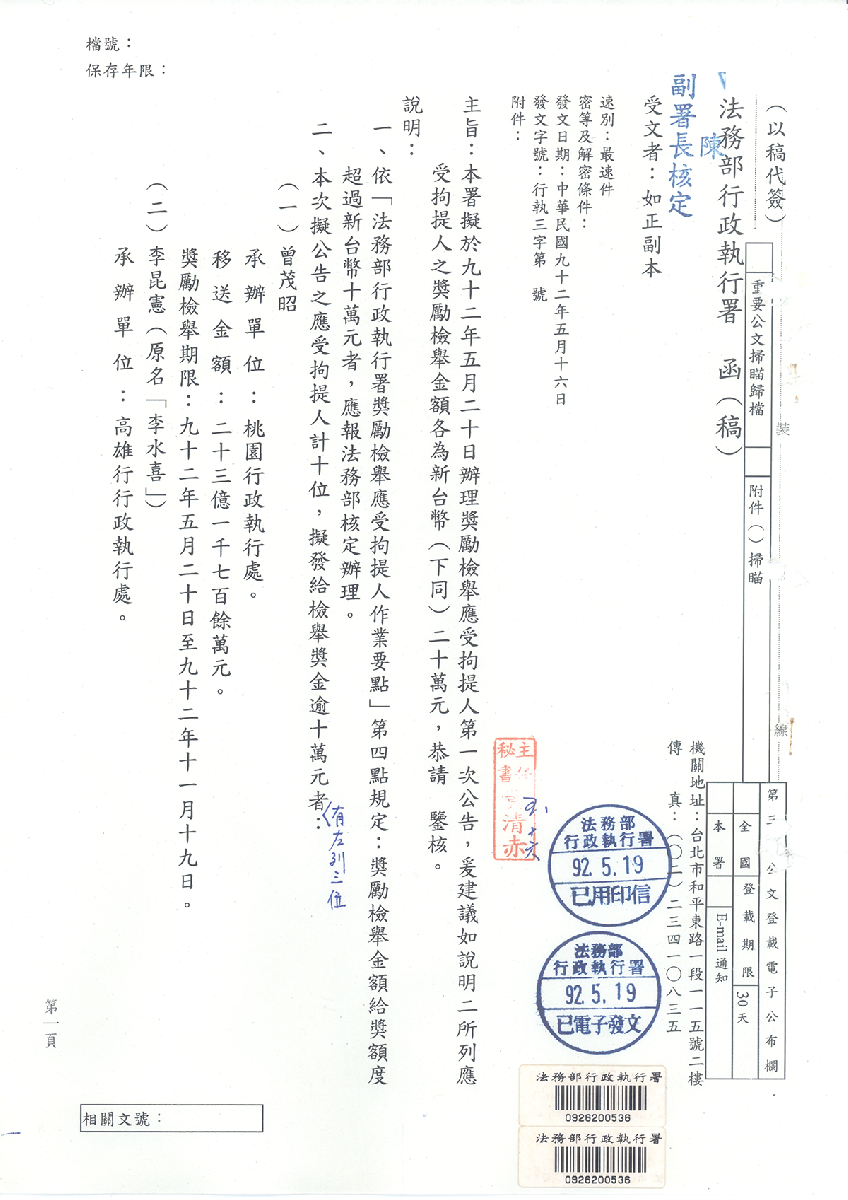 檔號：
保存年限：
（以稿代簽）
重要公文掃瞄歸檔
附件（ ）掃瞄
裝
線
公文登載電子公布欄
全國
登載期限
30天
本署
E-mail通知
法務部行政執行署　函（稿）
機關地址：台北市和平東路一段一一五號二樓
傳　真：（〇二）二三四一〇八三五
陳
副署長核定
受文者：如正副本
速別：最速件
密等及解密條件：
發文日期：中華民國九十二年五月十六日
發文字號：行執三字第　號
附件：
法務部
行政執行署
92.5.19
已用印信
法務部
行政執行署
92.5.19
已電子發文
主任
秘書
清赤
主旨：本署擬於九十二年五月二十日辦理獎勵檢舉應受拘提人第一次公告，爰建議如說明二所列應
受拘提人之獎勵檢舉金額各為新台幣（下同）二十萬元，恭請　鑒核。
說明：
一、依「法務部行政執行署獎勵檢舉應受拘提人作業要點」第四點規定：獎勵檢舉金額給獎額度
超過新台幣十萬元者，應報法務部核定辦理。
二、本次擬公告之應受拘提人計十位，擬發給檢舉獎金逾十萬元者：
有左列三位
（一）曾茂昭
承辦單位：桃園行政執行處。
移送金額：二十三億一千七百餘萬元。
獎勵檢舉期限：九十二年五月二十日至九十二年十一月十九日。
（二）李昆憲（原名「李水喜」）
承辦單位：高雄行行政執行處。
第一頁
相關文號：
法務部行政執行署
0926200536
法務部行政執行署
0926200536